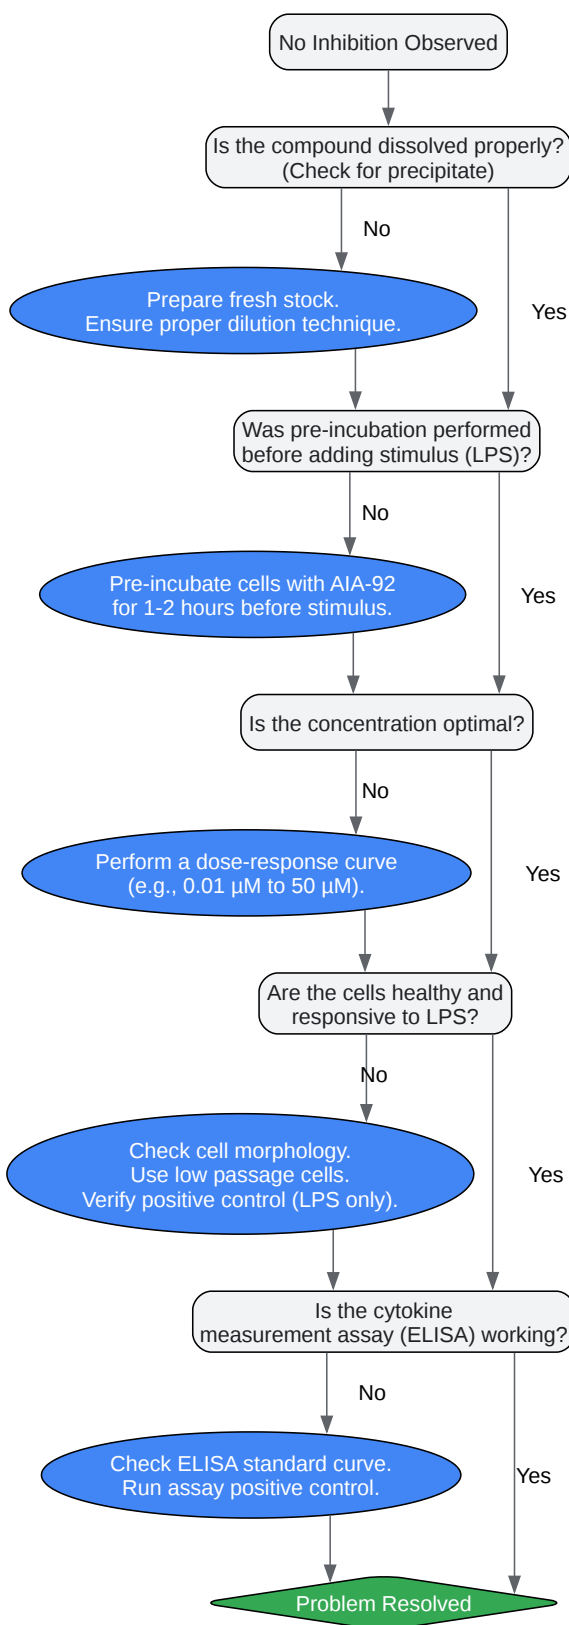 No Inhibition Observed
Is the compound dissolved properly?
(Check for precipitate)
No
Prepare fresh stock.
Ensure proper dilution technique.
Yes
Was pre-incubation performed
before adding stimulus (LPS)?
No
Pre-incubate cells with AIA-92
for 1-2 hours before stimulus.
Yes
Is the concentration optimal?
No
Perform a dose-response curve
(e.g., 0.01 µM to 50 µM).
Yes
Are the cells healthy and
responsive to LPS?
No
Check cell morphology.
Use low passage cells.
Verify positive control (LPS only).
Yes
Is the cytokine
measurement assay (ELISA) working?
No
Check ELISA standard curve.
Run assay positive control.
Yes
Problem Resolved